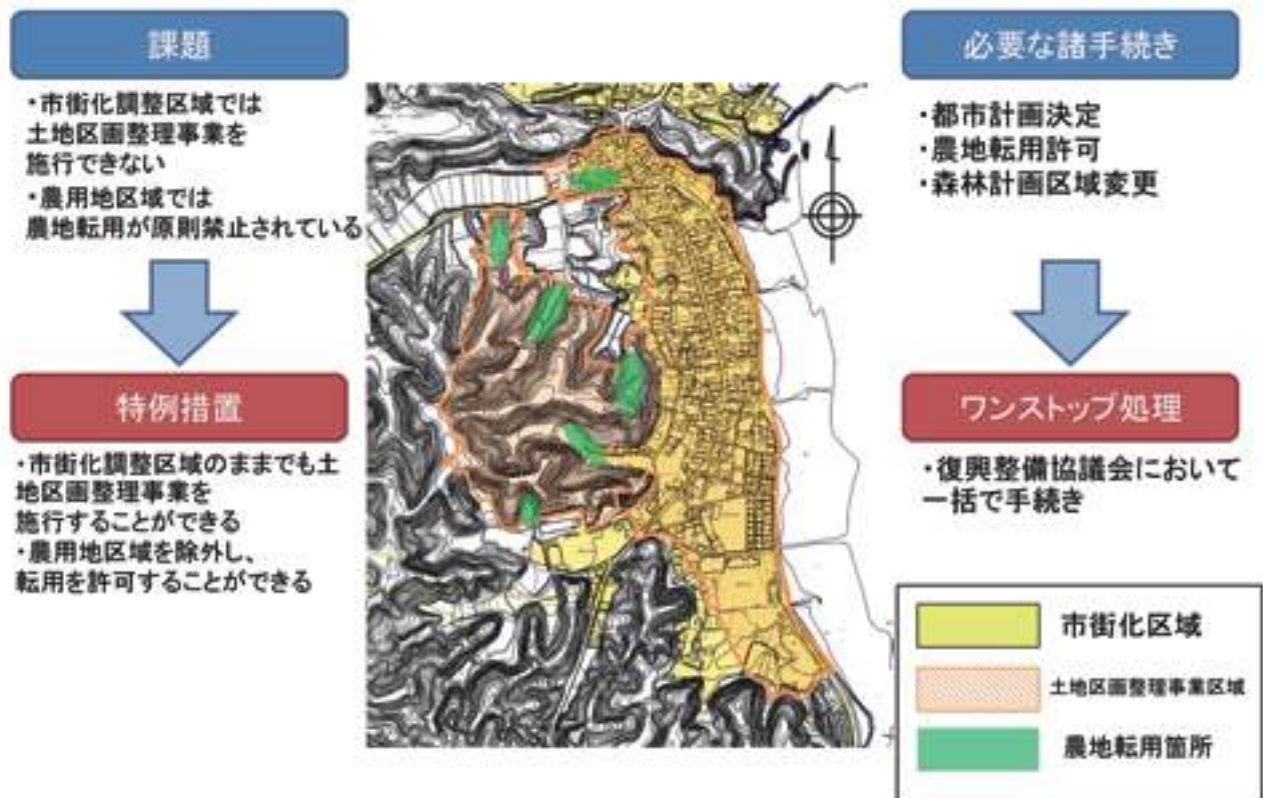 課題
・市街化調整区域では
土地区画整理事業を
施行できない
・農用地区域では
農地転用が原則禁止されている
特例措置
・市街化調整区域のままでも土
地区画整理事業を
施行することができる
・農用地区域を除外し、
転用を許可することができる
必要な諸手続き
・都市計画決定
・農地転用許可
・森林計画区域変更
ワンストップ処理
・復興整備協議会において
一括で手続き
市街化区域
土地区画整理事業区域
農地転用箇所